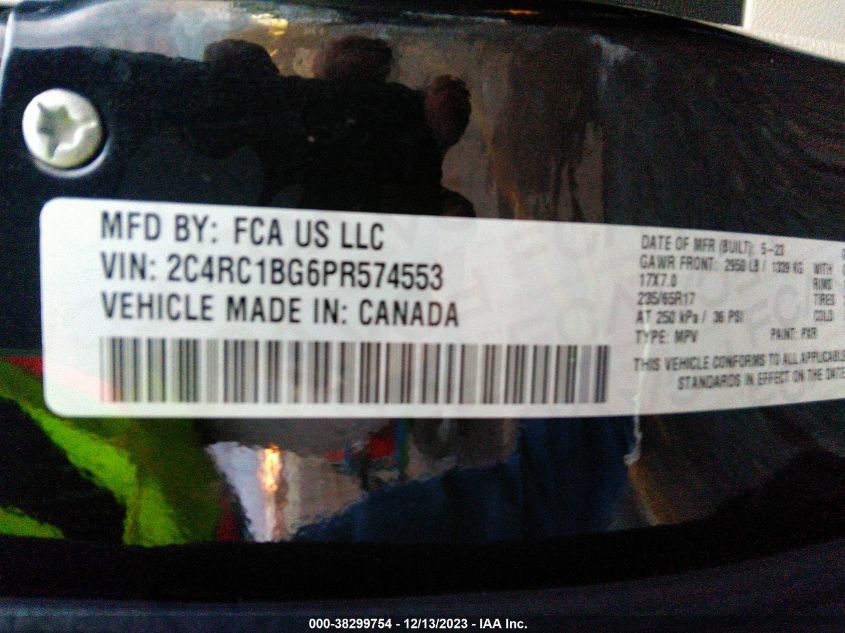 MFD BY: FCA US LLC
VIN: 2C4RC1BG6PR574553
VEHICLE MADE IN: CANADA
DATE OF MFR (BUILT): 5-23
GAWR FRONT: 2950 LB / 1339 KG WITH
17X7.0 RIMS
235/65R17 TIRES
AT 250 kPa / 36 PSI COLD
TYPE: MPV PAINT: PXR
THIS VEHICLE CONFORMS TO ALL APPLICABLE
STANDARDS IN EFFECT ON THE DATE
000-38299754 - 12/13/2023 - IAA Inc.